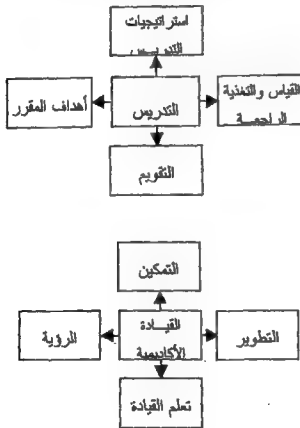 استراتيجيات
التدريس
القياس والتغذية
الراجعة
التدريس
أهداف المقرر
التقويم
التمكين
التطوير
القيادة
الأكاديمية
الرؤية
تعلم القيادة